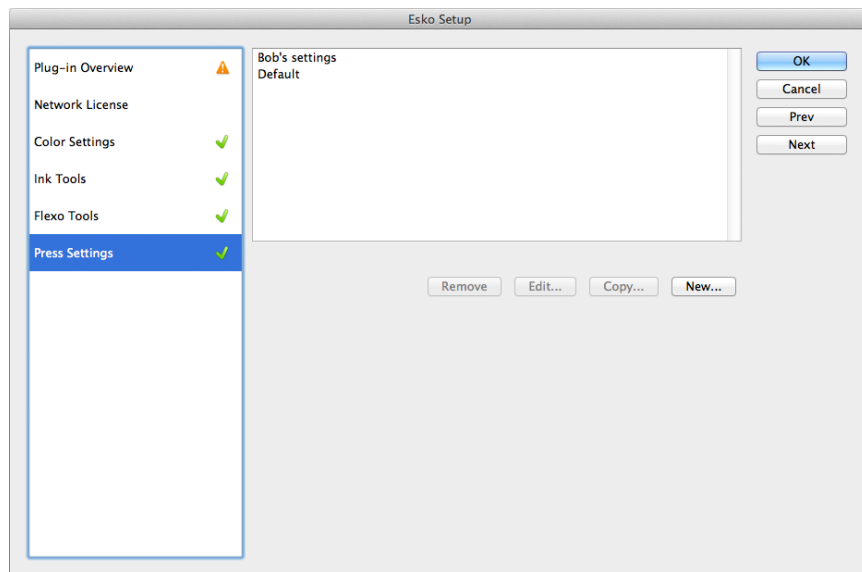 Esko Setup
Plug-in Overview
Network License
Color Settings
Ink Tools
Flexo Tools
Press Settings
Bob's settings
Default
OK
Cancel
Prev
Next
Remove
Edit...
Copy...
New...